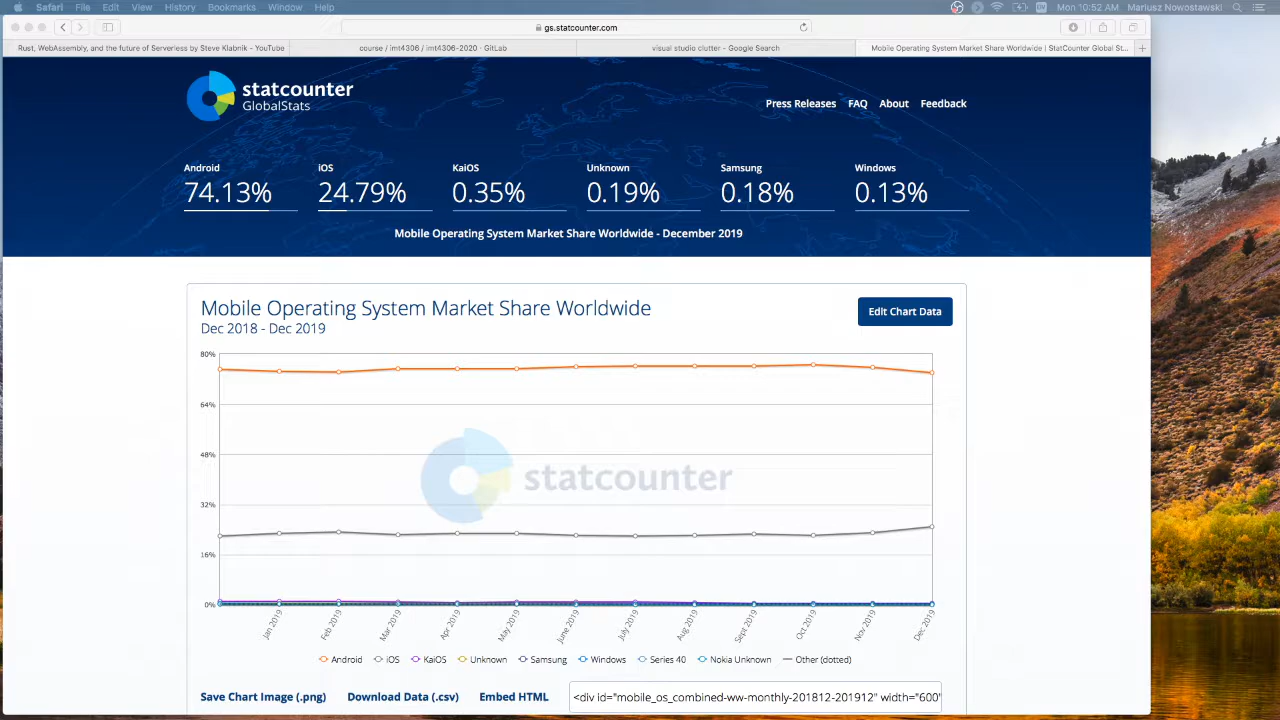 Safari File Edit View History Bookmarks Window Help Mon 10:52 AM Mariusz Nowostawski
gs.statcounter.com
Rust, WebAssembly, and the future of Serverless by Steve Klabnik - YouTube course / imt4306 / imt4306-2020 · GitLab visual studio clutter - Google Search Mobile Operating System Market Share Worldwide | StatCounter Global St...
statcounter
GlobalStats
Press Releases FAQ About Feedback
Android iOS KaiOS Unknown Samsung Windows
74.13% 24.79% 0.35% 0.19% 0.18% 0.13%
Mobile Operating System Market Share Worldwide - December 2019
Mobile Operating System Market Share Worldwide
Edit Chart Data
Dec 2018 - Dec 2019
80%
64%
48%
statcounter
32%
16%
0%
Jan 2019 Feb 2019 Mar 2019 Apr 2019 May 2019 June 2019 July 2019 Aug 2019 Sept 2019 Oct 2019 Nov 2019 Dec 2019
Android iOS KaiOS Unknown Samsung Windows Series 40 Nokia Unknown Other (dotted)
Save Chart Image (.png) Download Data (.csv) Embed HTML <div id="mobile_os_combined-ww-monthly-201812-201912" width="600"